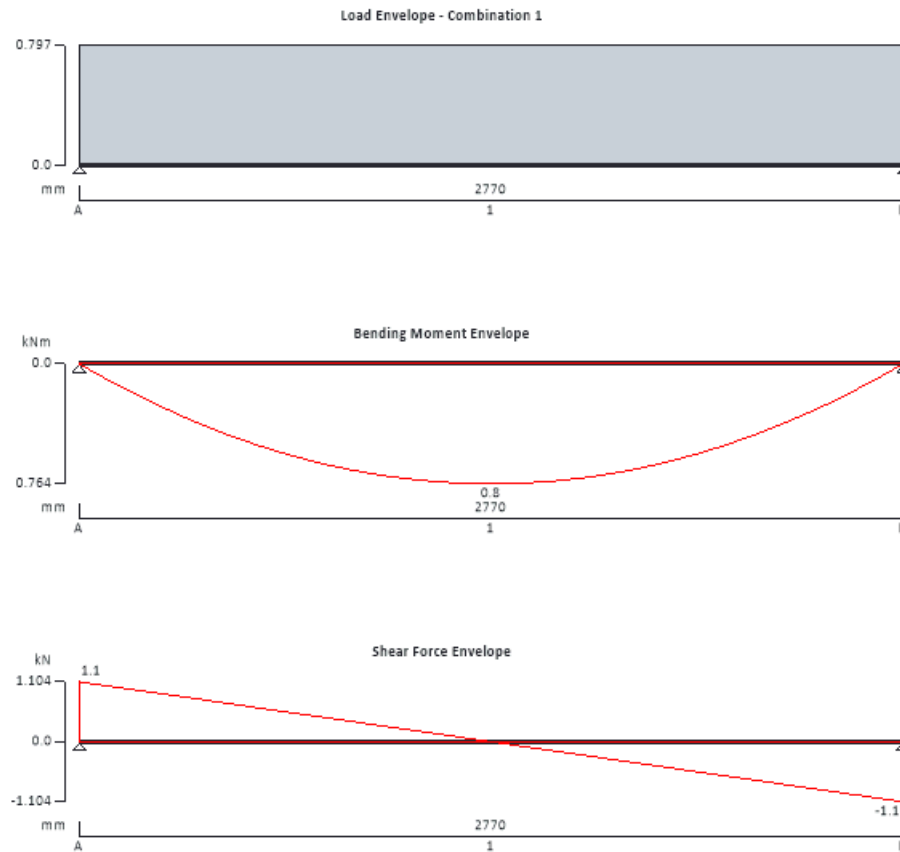 Load Envelope - Combination 1
0.797
0.0
mm
2770
A
1
Bending Moment Envelope
kNm
0.0
0.764
0.8
mm
2770
A
1
Shear Force Envelope
kN
1.104
1.1
0.0
-1.104
-1.1
mm
2770
A
1